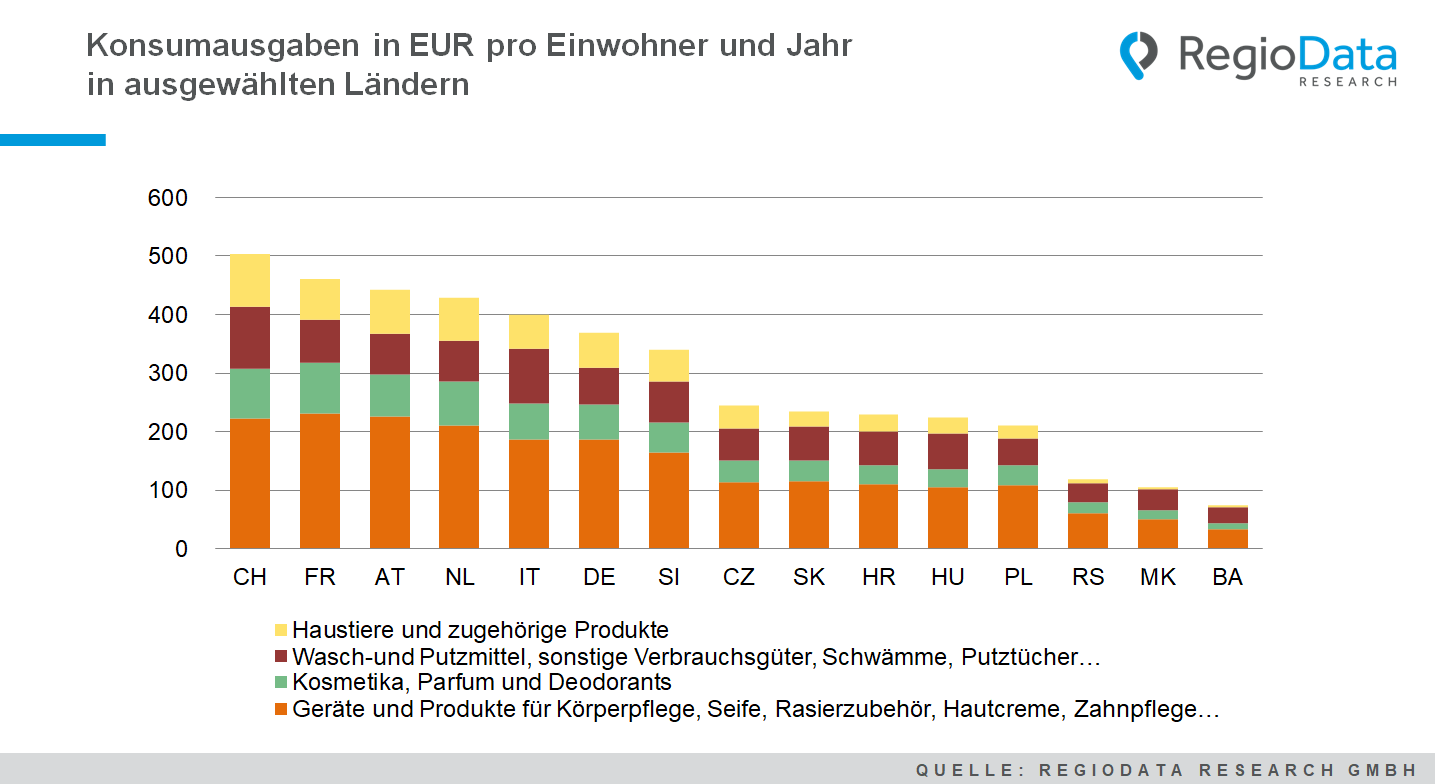 Konsumausgaben in EUR pro Einwohner und Jahr
in ausgewählten Ländern
RegioData
RESEARCH
600
500
400
300
200
100
0
CH FR AT NL IT DE SI CZ SK HR HU PL RS MK BA
Haustiere und zugehörige Produkte
Wasch-und Putzmittel, sonstige Verbrauchsgüter, Schwämme, Putztücher…
Kosmetika, Parfum und Deodorants
Geräte und Produkte für Körperpflege, Seife, Rasierzubehör, Hautcreme, Zahnpflege…
QUELLE: REGIODATA RESEARCH GMBH